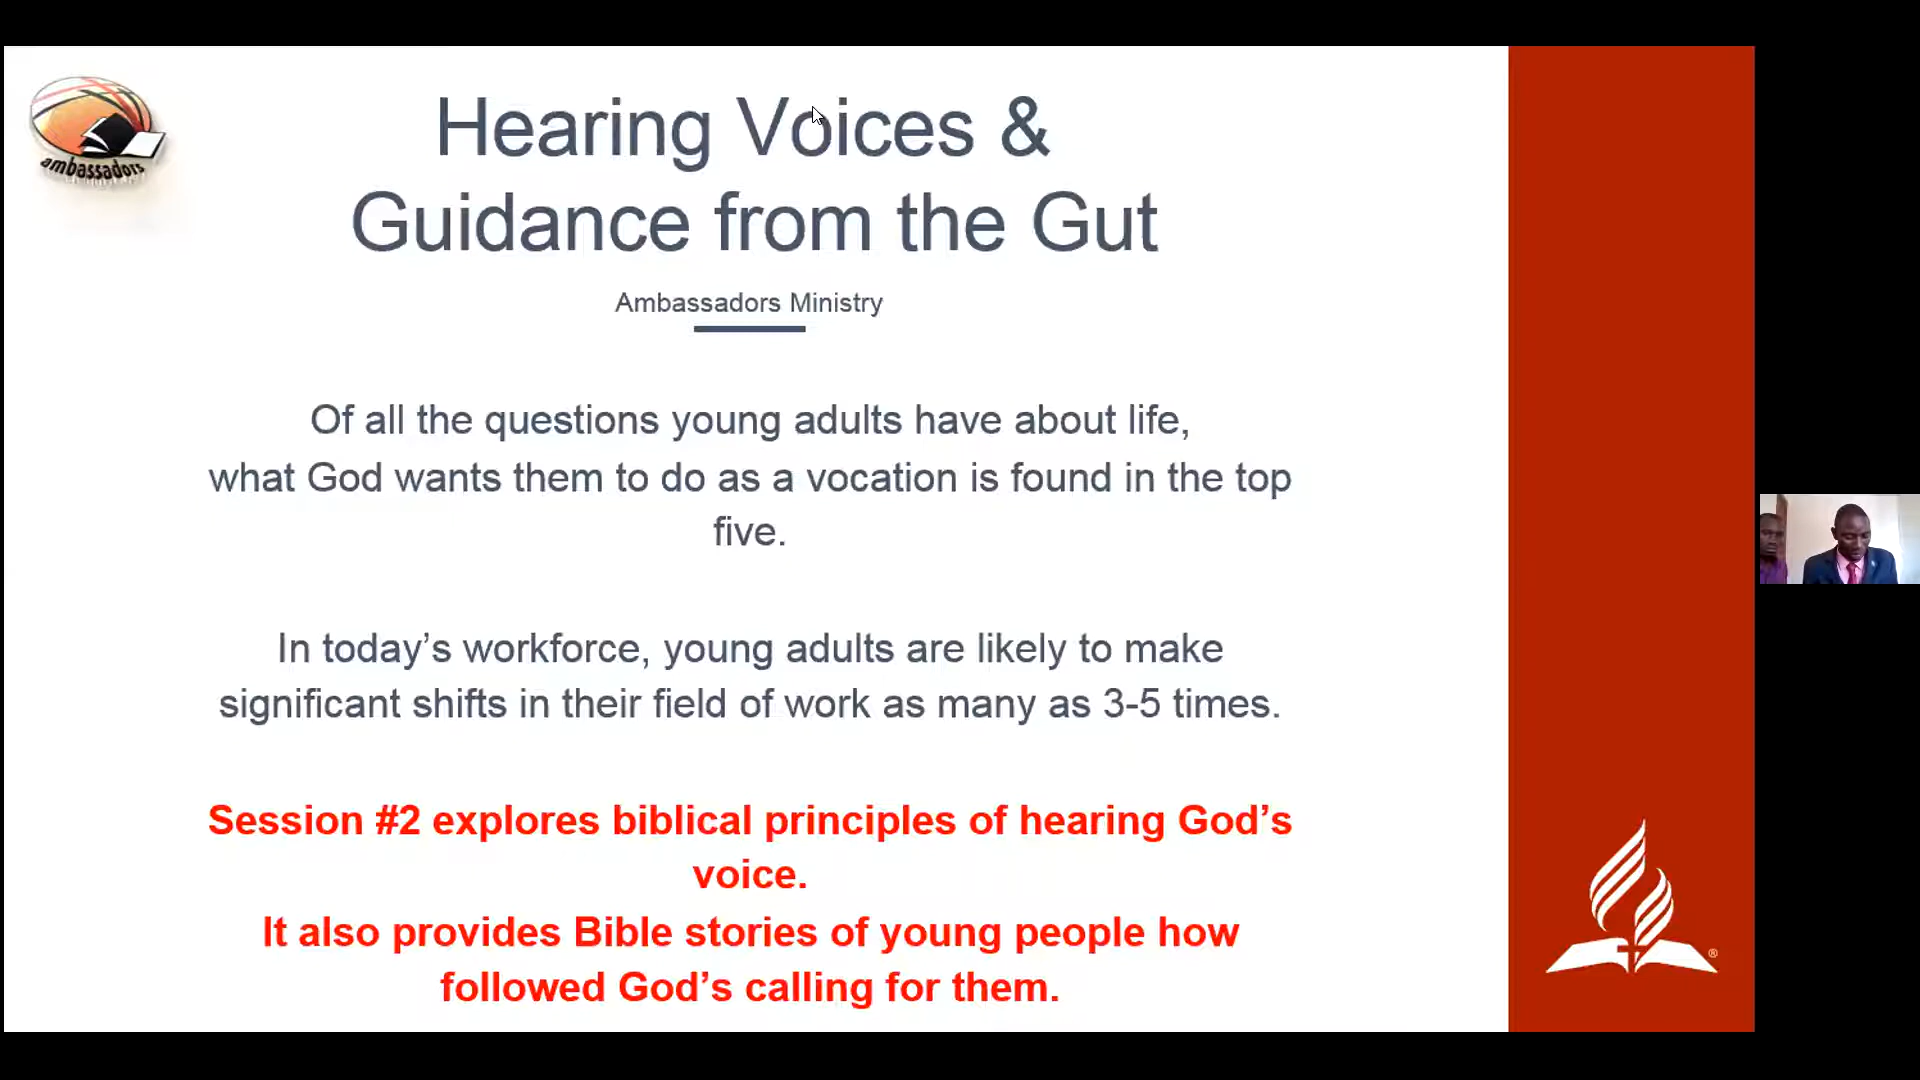 ambassadors
Hearing Voices &
Guidance from the Gut
Ambassadors Ministry
Of all the questions young adults have about life,
what God wants them to do as a vocation is found in the top
five.
In today’s workforce, young adults are likely to make
significant shifts in their field of work as many as 3-5 times.
Session #2 explores biblical principles of hearing God’s
voice.
It also provides Bible stories of young people how
followed God’s calling for them.
®